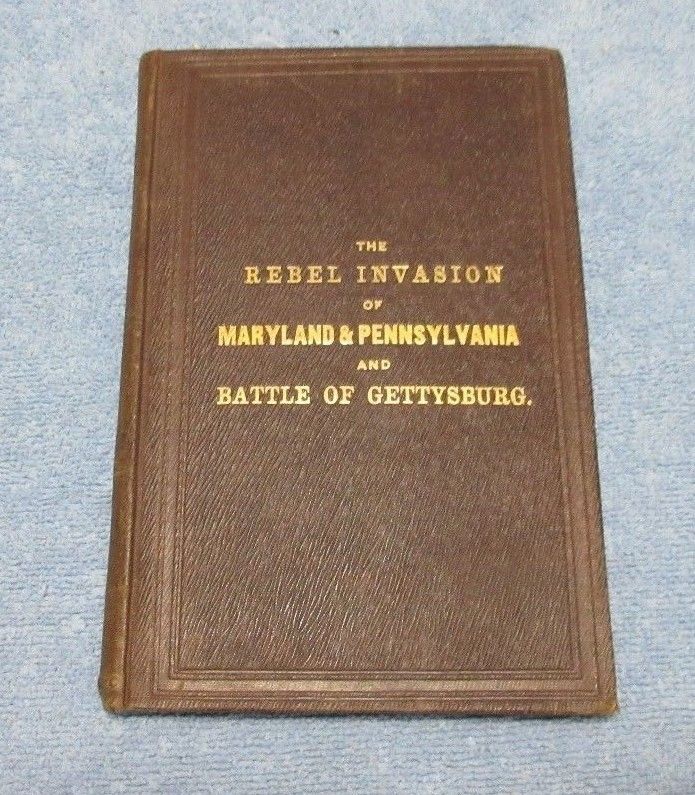 THE
REBEL INVASION
OF
MARYLAND & PENNSYLVANIA
AND
BATTLE OF GETTYSBURG.